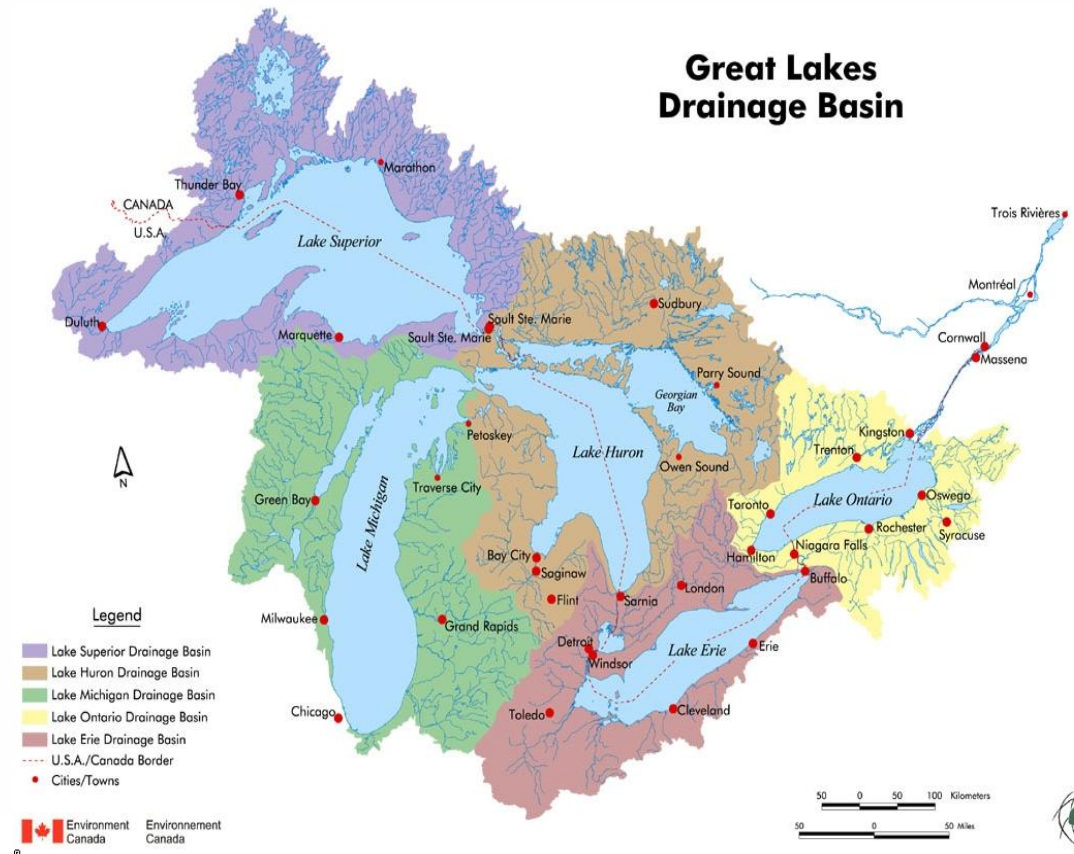 Great Lakes
Drainage Basin
Marathon
Thunder Bay
CANADA
U.S.A.
Lake Superior
Trois Rivières
Montréal
Sudbury
Duluth
Marquette
Sault Ste. Marie
Sault Ste. Marie
Cornwall
Massena
Parry Sound
Georgian
Bay
Petoskey
Kingston
Trenton
Lake Huron
Owen Sound
Traverse City
Green Bay
Lake Michigan
Toronto
Lake Ontario
Oswego
Rochester
Syracuse
Hamilton
Niagara Falls
Bay City
Saginaw
Buffalo
Flint
Sarnia
London
Milwaukee
Grand Rapids
Detroit
Windsor
Lake Erie
Erie
Chicago
Toledo
Cleveland
N
Legend
Lake Superior Drainage Basin
Lake Huron Drainage Basin
Lake Michigan Drainage Basin
Lake Ontario Drainage Basin
Lake Erie Drainage Basin
U.S.A./Canada Border
Cities/Towns
50 0 50 100 Kilometers
50 0 50 Miles
Environment Environnement
Canada Canada